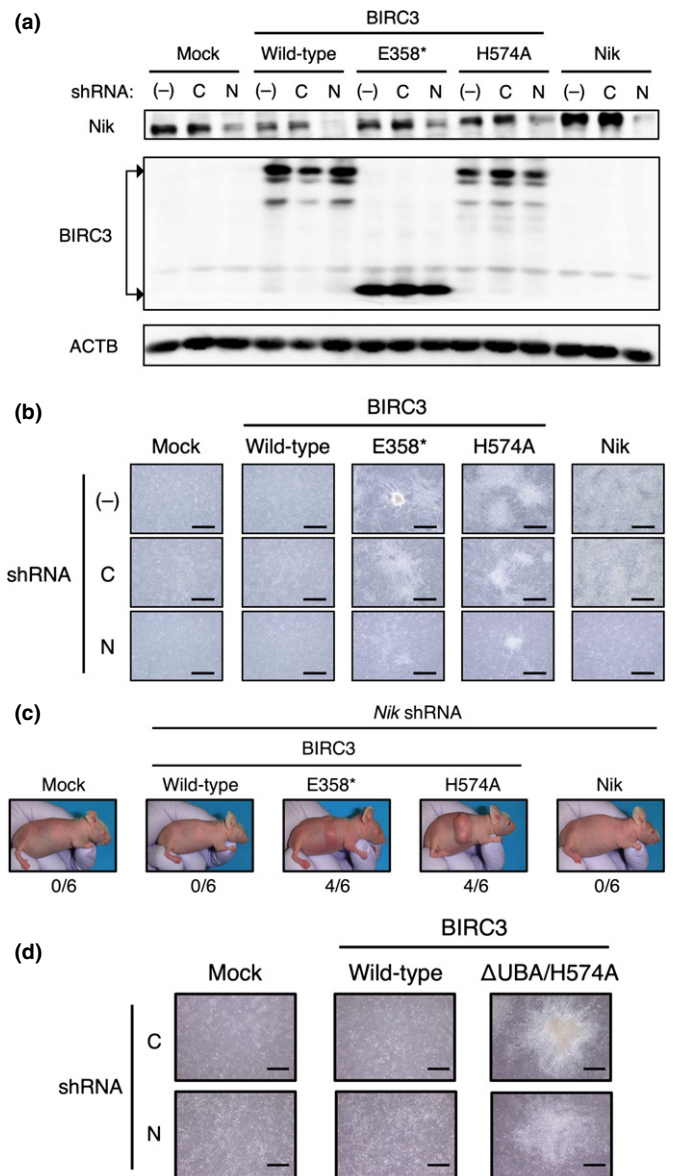 (a)
BIRC3
Mock Wild-type E358* H574A Nik
shRNA: (–) C N (–) C N (–) C N (–) C N (–) C N
Nik
BIRC3
ACTB
(b)
BIRC3
Mock Wild-type E358* H574A Nik
(–)
shRNA C
N
(c)
Nik shRNA
BIRC3
Mock Wild-type E358* H574A Nik
0/6 0/6 4/6 4/6 0/6
(d)
BIRC3
Mock Wild-type ΔUBA/H574A
C
shRNA
N